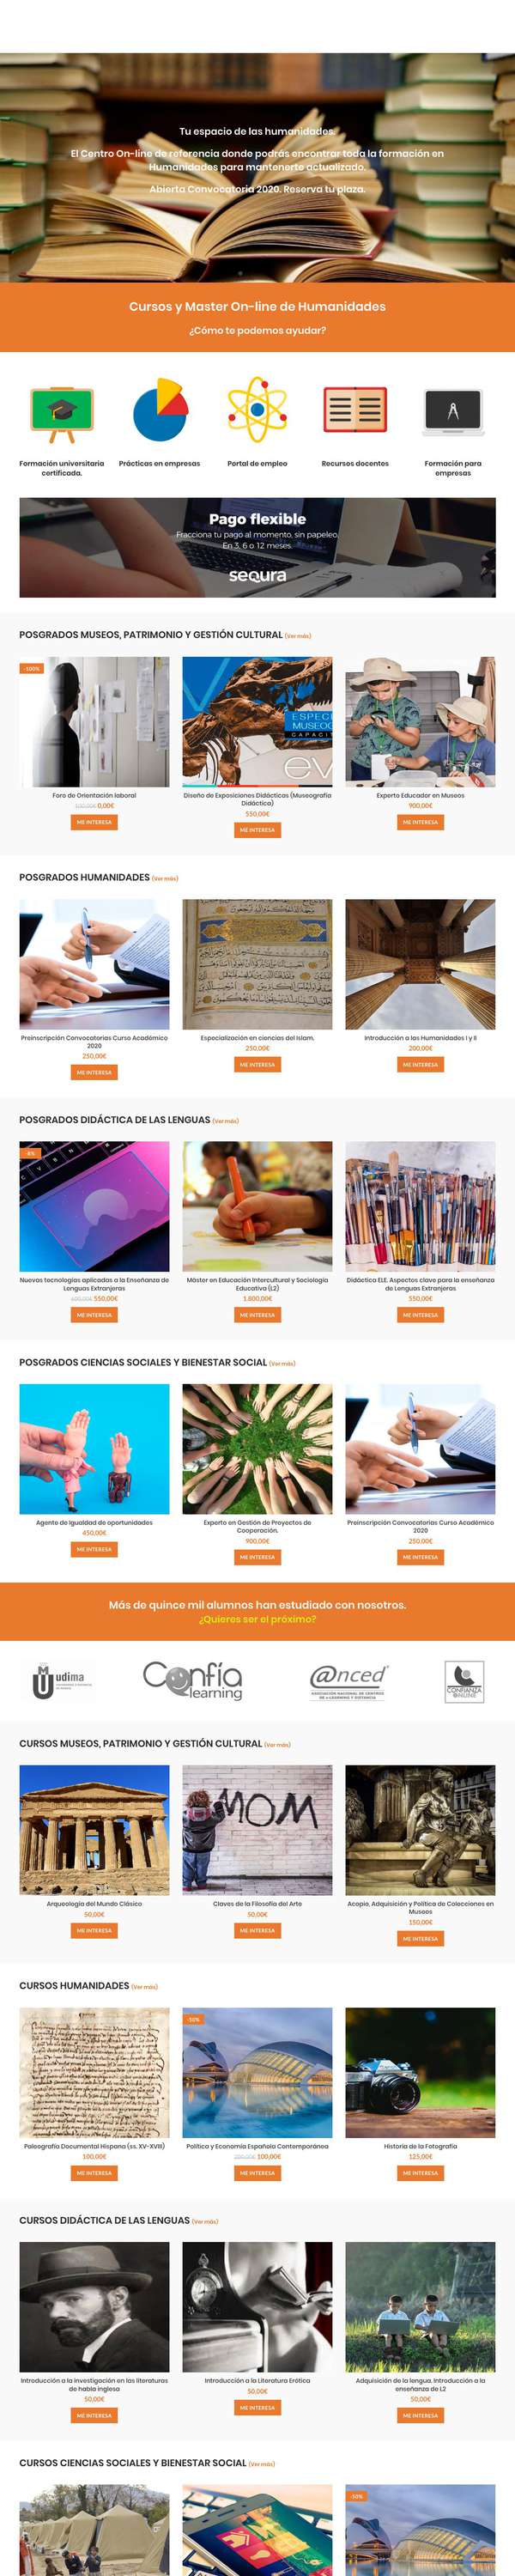 Tu espacio de las humanidades.
El Centro On-line de referencia donde podrás encontrar toda la formación en
Humanidades para mantenerte actualizado.
Abierta Convocatoria 2020. Reserva tu plaza.
Cursos y Master On-line de Humanidades
¿Cómo te podemos ayudar?
Formación universitaria
certificada.
Prácticas en empresas
Portal de empleo
Recursos docentes
Formación para
empresas
Pago flexible
Fracciona tu pago al momento, sin papeleo.
En 3, 6 o 12 meses.
seQura
POSGRADOS MUSEOS, PATRIMONIO Y GESTIÓN CULTURAL (Ver más)
-100%
Foro de Orientación laboral
100,00€ 0,00€
ME INTERESA
Diseño de Exposiciones Didácticas (Museografía
Didáctica)
550,00€
ME INTERESA
Experto Educador en Museos
900,00€
ME INTERESA
POSGRADOS HUMANIDADES (Ver más)
Preinscripción Convocatorias Curso Académico
2020
250,00€
ME INTERESA
Especialización en ciencias del Islam.
250,00€
ME INTERESA
Introducción a las Humanidades I y II
200,00€
ME INTERESA
POSGRADOS DIDÁCTICA DE LAS LENGUAS (Ver más)
-8%
Nuevas tecnologías aplicadas a la Enseñanza de
Lenguas Extranjeras
550,00€
ME INTERESA
Máster en Educación Intercultural y Sociología
Educativa (L2)
1.800,00€
ME INTERESA
Didáctica ELE. Aspectos clave para la enseñanza
de Lenguas Extranjeras
550,00€
ME INTERESA
POSGRADOS CIENCIAS SOCIALES Y BIENESTAR SOCIAL (Ver más)
Agente de Igualdad de oportunidades
450,00€
ME INTERESA
Experto en Gestión de Proyectos de
Cooperación.
900,00€
ME INTERESA
Preinscripción Convocatorias Curso Académico
2020
250,00€
ME INTERESA
Más de quince mil alumnos han estudiado con nosotros.
¿Quieres ser el próximo?
udima
Confía
learning
@nced
ASOCIACIÓN NACIONAL DE CENTROS
DE e-LEARNING Y DISTANCIA
CONFIANZA
ONLINE
CURSOS MUSEOS, PATRIMONIO Y GESTIÓN CULTURAL (Ver más)
MOM
Arqueología del Mundo Clásico
50,00€
ME INTERESA
Claves de la Filosofía del Arte
50,00€
ME INTERESA
Acopio, Adquisición y Política de Colecciones en
Museos
150,00€
ME INTERESA
CURSOS HUMANIDADES (Ver más)
-50%
Paleografía Documental Hispana (ss. XV-XVIII)
100,00€
ME INTERESA
Política y Economía Española Contemporánea
200,00€ 100,00€
ME INTERESA
Historia de la Fotografía
125,00€
ME INTERESA
CURSOS DIDÁCTICA DE LAS LENGUAS (Ver más)
Introducción a la investigación en las literaturas
de habla inglesa
50,00€
ME INTERESA
Introducción a la Literatura Erótica
50,00€
ME INTERESA
Adquisición de la lengua. Introducción a la
enseñanza de L2
50,00€
ME INTERESA
CURSOS CIENCIAS SOCIALES Y BIENESTAR SOCIAL (Ver más)
-50%